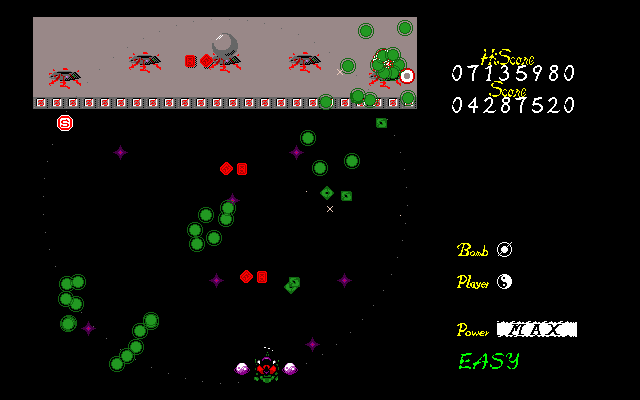 HiScore
07135980
Score
04287520
S
Bomb
Player
Power MAX
EASY